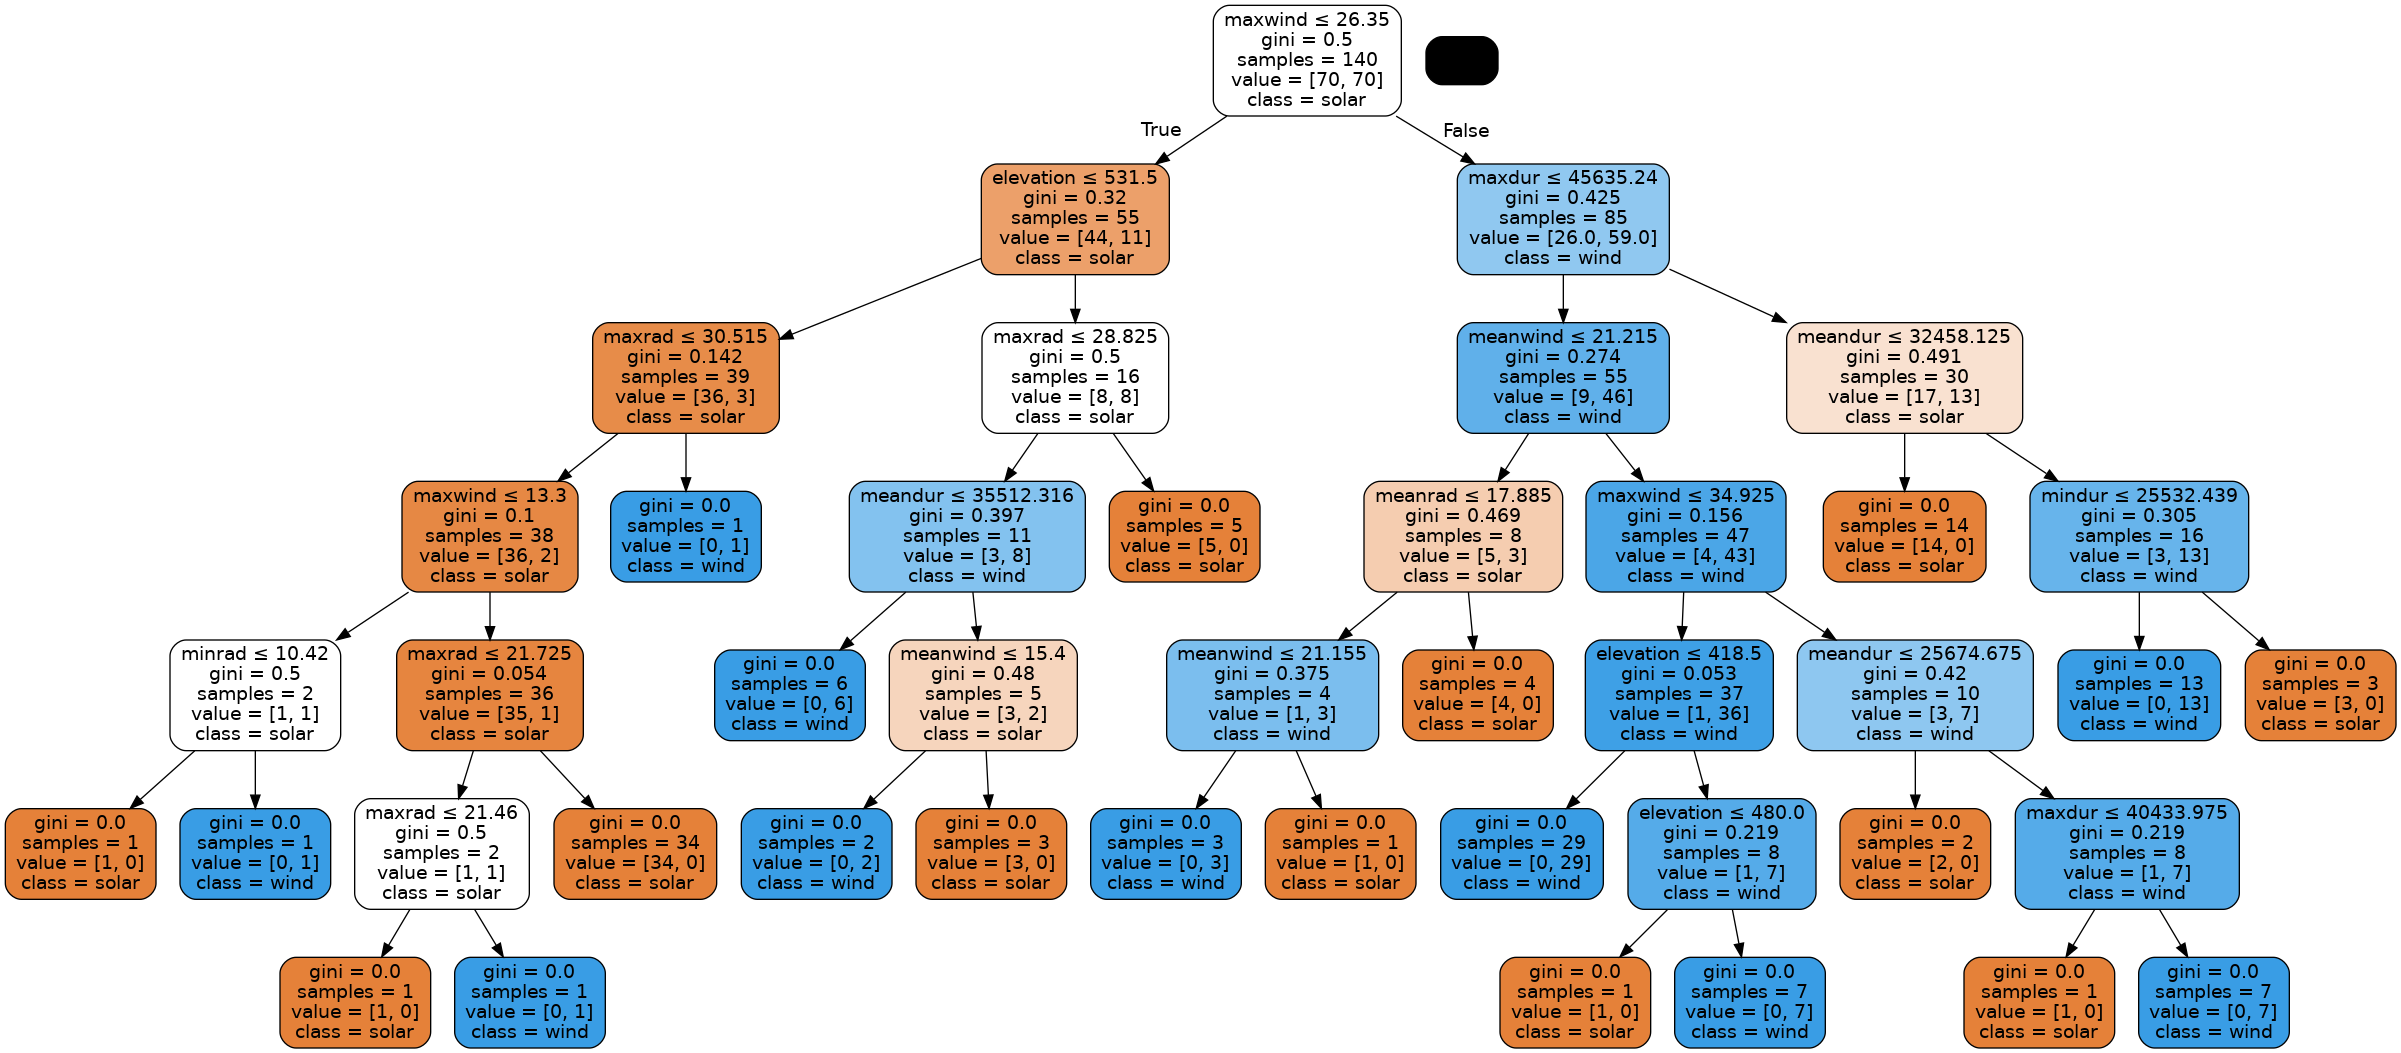 maxwind ≤ 26.35
gini = 0.5
samples = 140
value = [70, 70]
class = solar
True
False
elevation ≤ 531.5
gini = 0.32
samples = 55
value = [44, 11]
class = solar
maxdur ≤ 45635.24
gini = 0.425
samples = 85
value = [26.0, 59.0]
class = wind
maxrad ≤ 30.515
gini = 0.142
samples = 39
value = [36, 3]
class = solar
maxrad ≤ 28.825
gini = 0.5
samples = 16
value = [8, 8]
class = solar
meanwind ≤ 21.215
gini = 0.274
samples = 55
value = [9, 46]
class = wind
meandur ≤ 32458.125
gini = 0.491
samples = 30
value = [17, 13]
class = solar
maxwind ≤ 13.3
gini = 0.1
samples = 38
value = [36, 2]
class = solar
gini = 0.0
samples = 1
value = [0, 1]
class = wind
meandur ≤ 35512.316
gini = 0.397
samples = 11
value = [3, 8]
class = wind
gini = 0.0
samples = 5
value = [5, 0]
class = solar
meanrad ≤ 17.885
gini = 0.469
samples = 8
value = [5, 3]
class = solar
maxwind ≤ 34.925
gini = 0.156
samples = 47
value = [4, 43]
class = wind
gini = 0.0
samples = 14
value = [14, 0]
class = solar
mindur ≤ 25532.439
gini = 0.305
samples = 16
value = [3, 13]
class = wind
minrad ≤ 10.42
gini = 0.5
samples = 2
value = [1, 1]
class = solar
maxrad ≤ 21.725
gini = 0.054
samples = 36
value = [35, 1]
class = solar
gini = 0.0
samples = 6
value = [0, 6]
class = wind
meanwind ≤ 15.4
gini = 0.48
samples = 5
value = [3, 2]
class = solar
meanwind ≤ 21.155
gini = 0.375
samples = 4
value = [1, 3]
class = wind
gini = 0.0
samples = 4
value = [4, 0]
class = solar
elevation ≤ 418.5
gini = 0.053
samples = 37
value = [1, 36]
class = wind
meandur ≤ 25674.675
gini = 0.42
samples = 10
value = [3, 7]
class = wind
gini = 0.0
samples = 13
value = [0, 13]
class = wind
gini = 0.0
samples = 3
value = [3, 0]
class = solar
gini = 0.0
samples = 1
value = [1, 0]
class = solar
gini = 0.0
samples = 1
value = [0, 1]
class = wind
maxrad ≤ 21.46
gini = 0.5
samples = 2
value = [1, 1]
class = solar
gini = 0.0
samples = 34
value = [34, 0]
class = solar
gini = 0.0
samples = 2
value = [0, 2]
class = wind
gini = 0.0
samples = 3
value = [3, 0]
class = solar
gini = 0.0
samples = 3
value = [0, 3]
class = wind
gini = 0.0
samples = 1
value = [1, 0]
class = solar
gini = 0.0
samples = 29
value = [0, 29]
class = wind
elevation ≤ 480.0
gini = 0.219
samples = 8
value = [1, 7]
class = wind
gini = 0.0
samples = 2
value = [2, 0]
class = solar
maxdur ≤ 40433.975
gini = 0.219
samples = 8
value = [1, 7]
class = wind
gini = 0.0
samples = 1
value = [1, 0]
class = solar
gini = 0.0
samples = 1
value = [0, 1]
class = wind
gini = 0.0
samples = 1
value = [1, 0]
class = solar
gini = 0.0
samples = 7
value = [0, 7]
class = wind
gini = 0.0
samples = 1
value = [1, 0]
class = solar
gini = 0.0
samples = 7
value = [0, 7]
class = wind